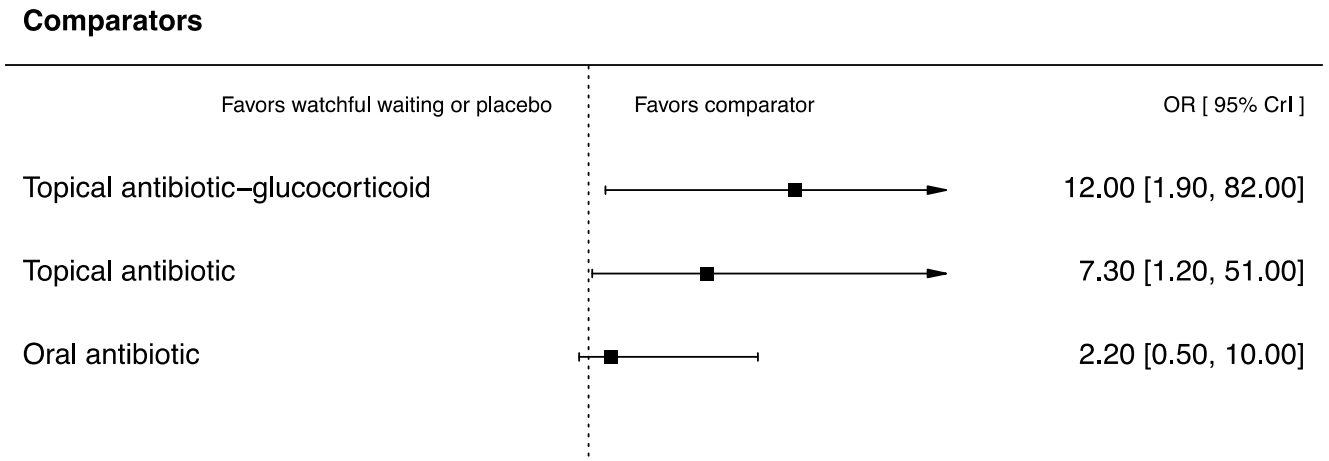 Comparators
Favors watchful waiting or placebo Favors comparator OR [ 95% CrI ]
Topical antibiotic−glucocorticoid 12.00 [1.90, 82.00]
Topical antibiotic 7.30 [1.20, 51.00]
Oral antibiotic 2.20 [0.50, 10.00]